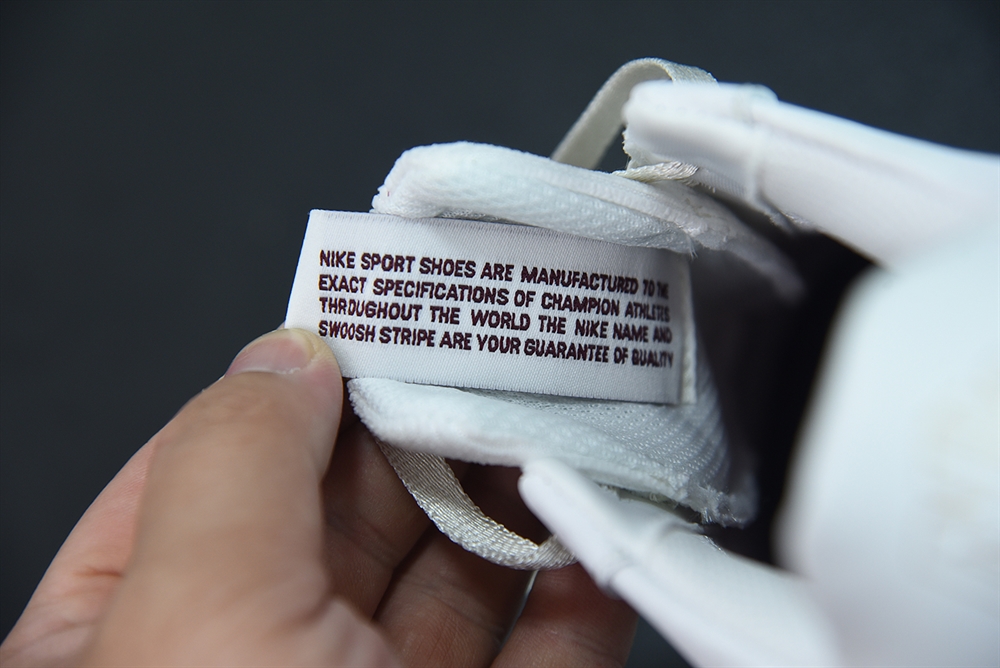 NIKE SPORT SHOES ARE MANUFACTURED TO THE
EXACT SPECIFICATIONS OF CHAMPION ATHLETES
THROUGHOUT THE WORLD THE NIKE NAME AND
SWOOSH STRIPE ARE YOUR GUARANTEE OF QUALITY